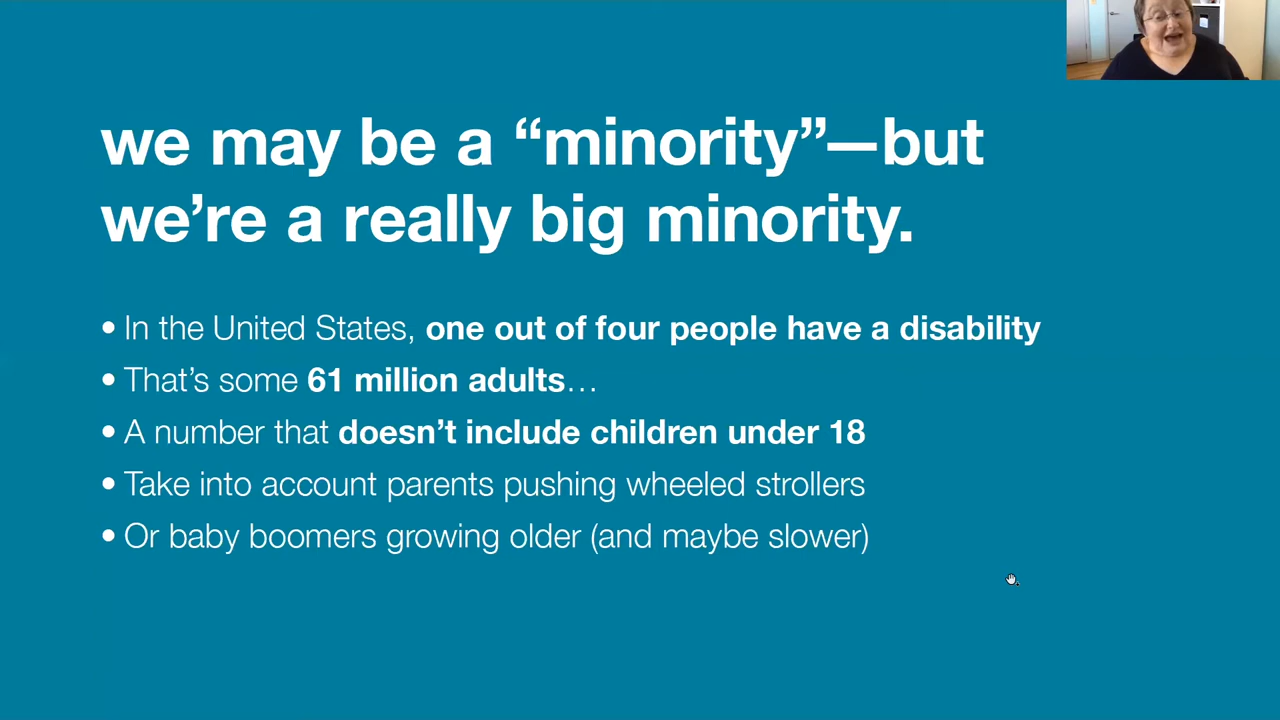 we may be a “minority”—but
we’re a really big minority.
• In the United States, one out of four people have a disability
• That’s some 61 million adults…
• A number that doesn’t include children under 18
• Take into account parents pushing wheeled strollers
• Or baby boomers growing older (and maybe slower)